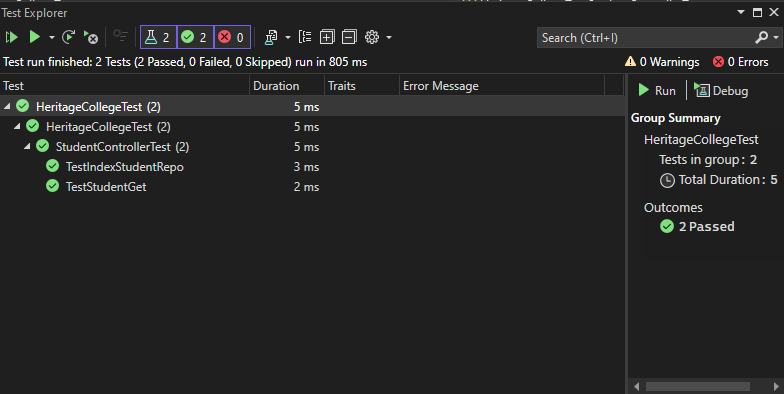 Test Explorer
2 2 0 Search (Ctrl+I)
Test run finished: 2 Tests (2 Passed, 0 Failed, 0 Skipped) run in 805 ms 0 Warnings 0 Errors
Test Duration Traits Error Message
HeritageCollegeTest (2) 5 ms
HeritageCollegeTest (2) 5 ms
StudentControllerTest (2) 5 ms
TestIndexStudentRepo 3 ms
TestStudentGet 2 ms
Run Debug
Group Summary
HeritageCollegeTest
Tests in group: 2
Total Duration: 5
Outcomes
2 Passed